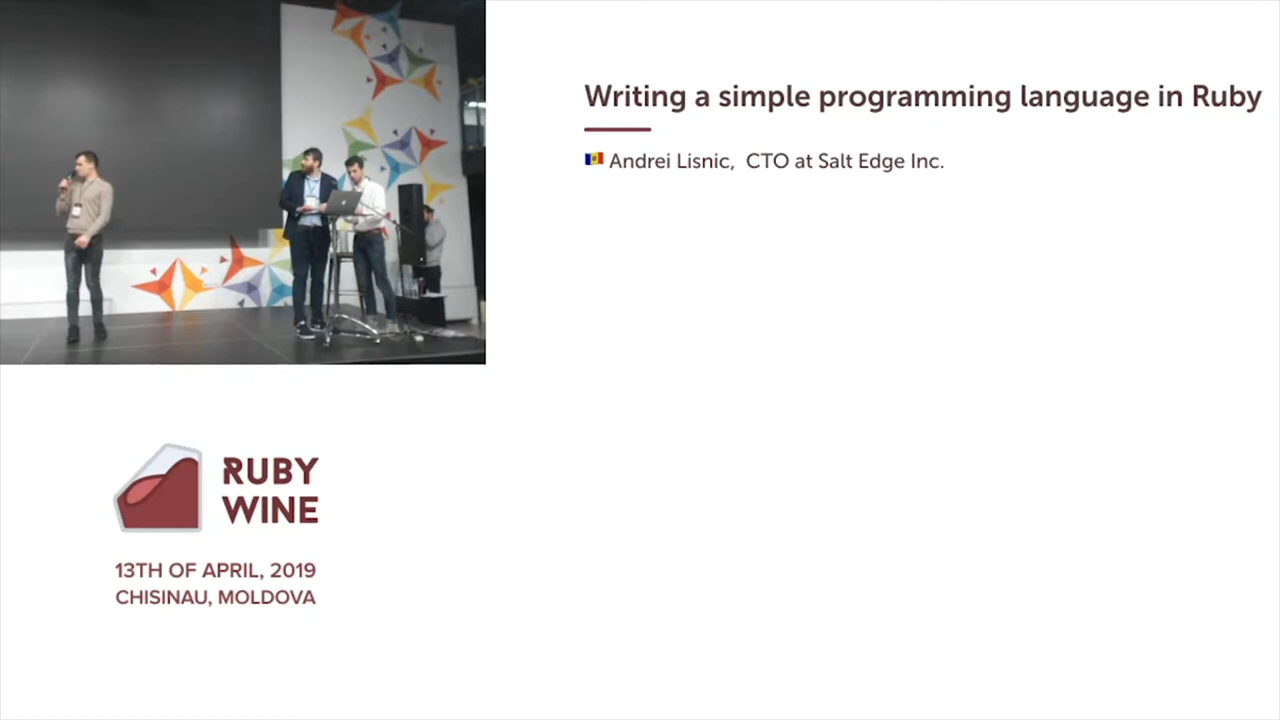 Writing a simple programming language in Ruby
Andrei Lisnic, CTO at Salt Edge Inc.
RUBY
WINE
13TH OF APRIL, 2019
CHISINAU, MOLDOVA